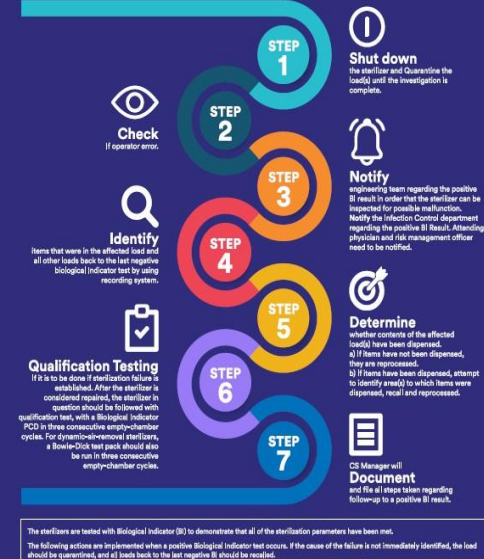 STEP
1
Shut down
the sterilizer and Quarantine the
load(s) until the investigation is
complete.
STEP
2
Check
If operator error.
STEP
3
Notify
engineering team regarding the positive
BI result in order that the sterilizer can be
inspected for possible malfunction.
Notify the Infection Control department
regarding the positive BI Result. Attending
physician and risk management officer
need to be notified.
STEP
4
Identify
items that were in the affected load and
all other loads back to the last negative
biological indicator test by using
recording system.
STEP
5
Determine
whether contents of the affected
load(s) have been dispensed.
a) If items have not been dispensed,
they are reprocessed.
b) If items have been dispensed, attempt
to identify area(s) to which items were
dispensed, recall and reprocessed.
STEP
6
Qualification Testing
If it is to be done if sterilization failure is
established. After the sterilizer is
considered repaired, the sterilizer in
question should be followed with
qualification test, with a Biological Indicator
PCD in three consecutive empty-chamber
cycles. For dynamic-air-removal sterilizers,
a Bowie-Dick test pack should also
be run in three consecutive
empty-chamber cycles.
STEP
7
CS Manager will
Document
and file all steps taken regarding
follow-up to a positive BI result.
The sterilizers are tested with Biological Indicator (BI) to demonstrate that all of the sterilization parameters have been met.
The following actions are implemented when a positive Biological Indicator test occurs. If the cause of the failure is not immediately identified, the load
should be quarantined, and all loads back to the last negative BI should be recalled.